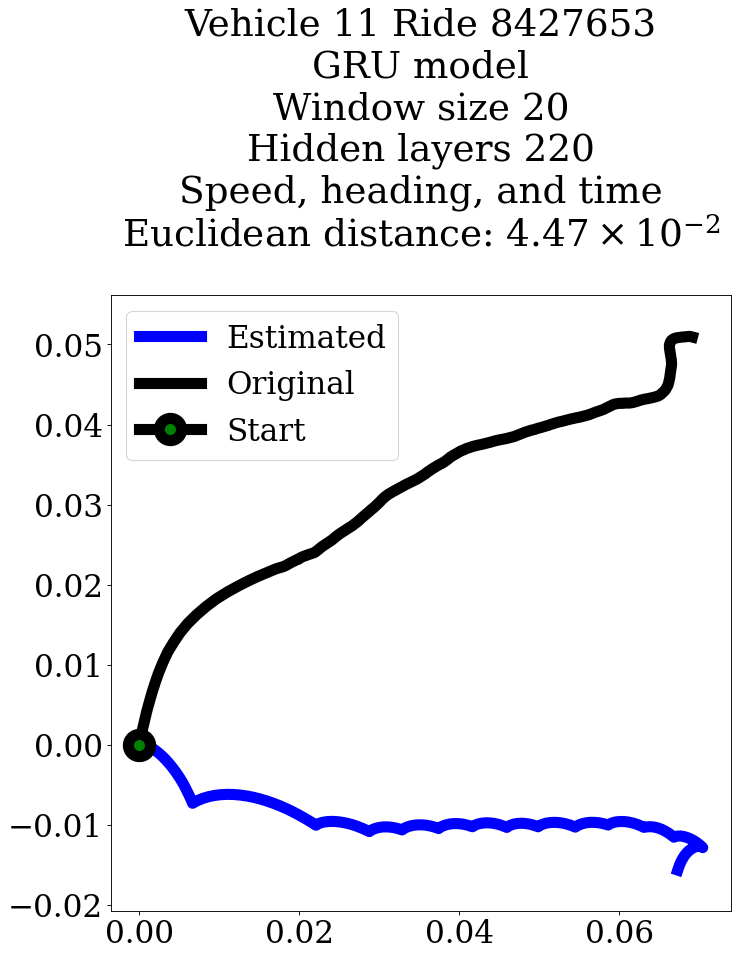 Vehicle 11 Ride 8427653
GRU model
Window size 20
Hidden layers 220
Speed, heading, and time
Euclidean distance: 4.47 × 10⁻²
Estimated
Original
Start
0.05
0.04
0.03
0.02
0.01
0.00
−0.01
−0.02
0.00 0.02 0.04 0.06